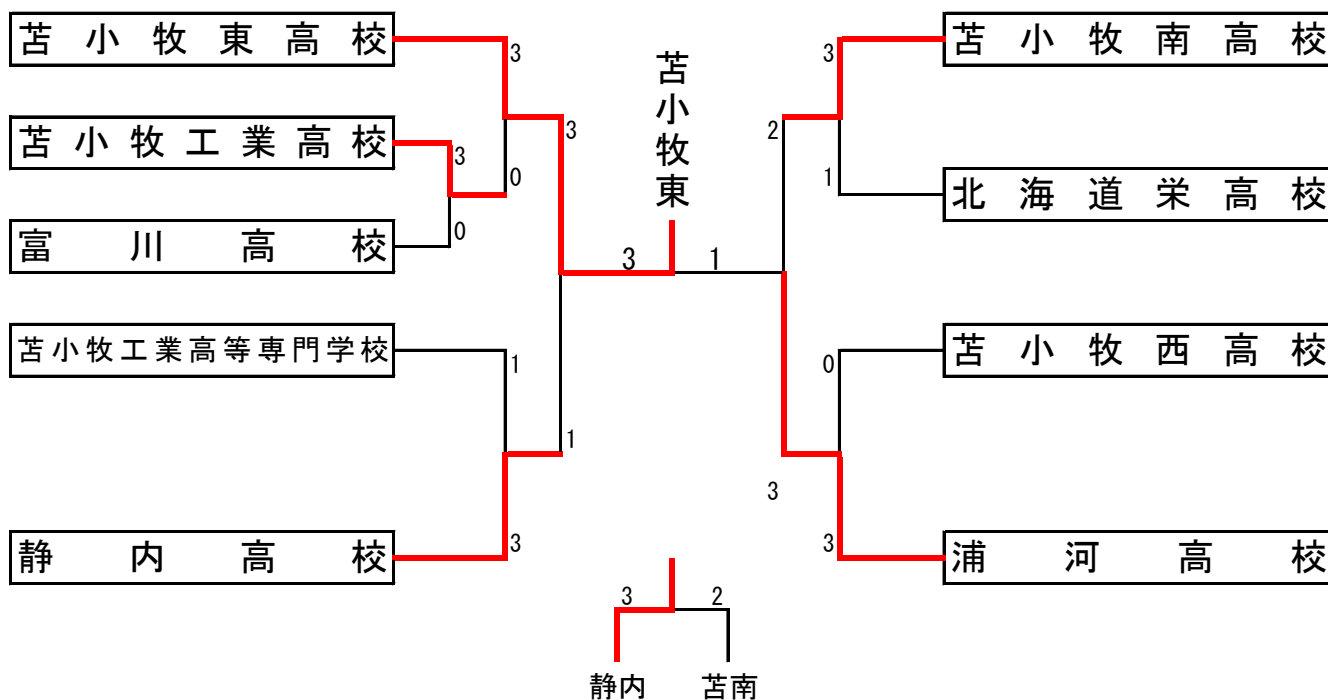 苫小牧東高校
3
苫小牧工業高校
3
0
富川高校
0
3
苫小牧工業高等専門学校
1
静内高校
3
1
苫小牧東
3
1
苫小牧南高校
3
2
北海道栄高校
1
苫小牧西高校
0
浦河高校
3
3
3
2
静内
苫南